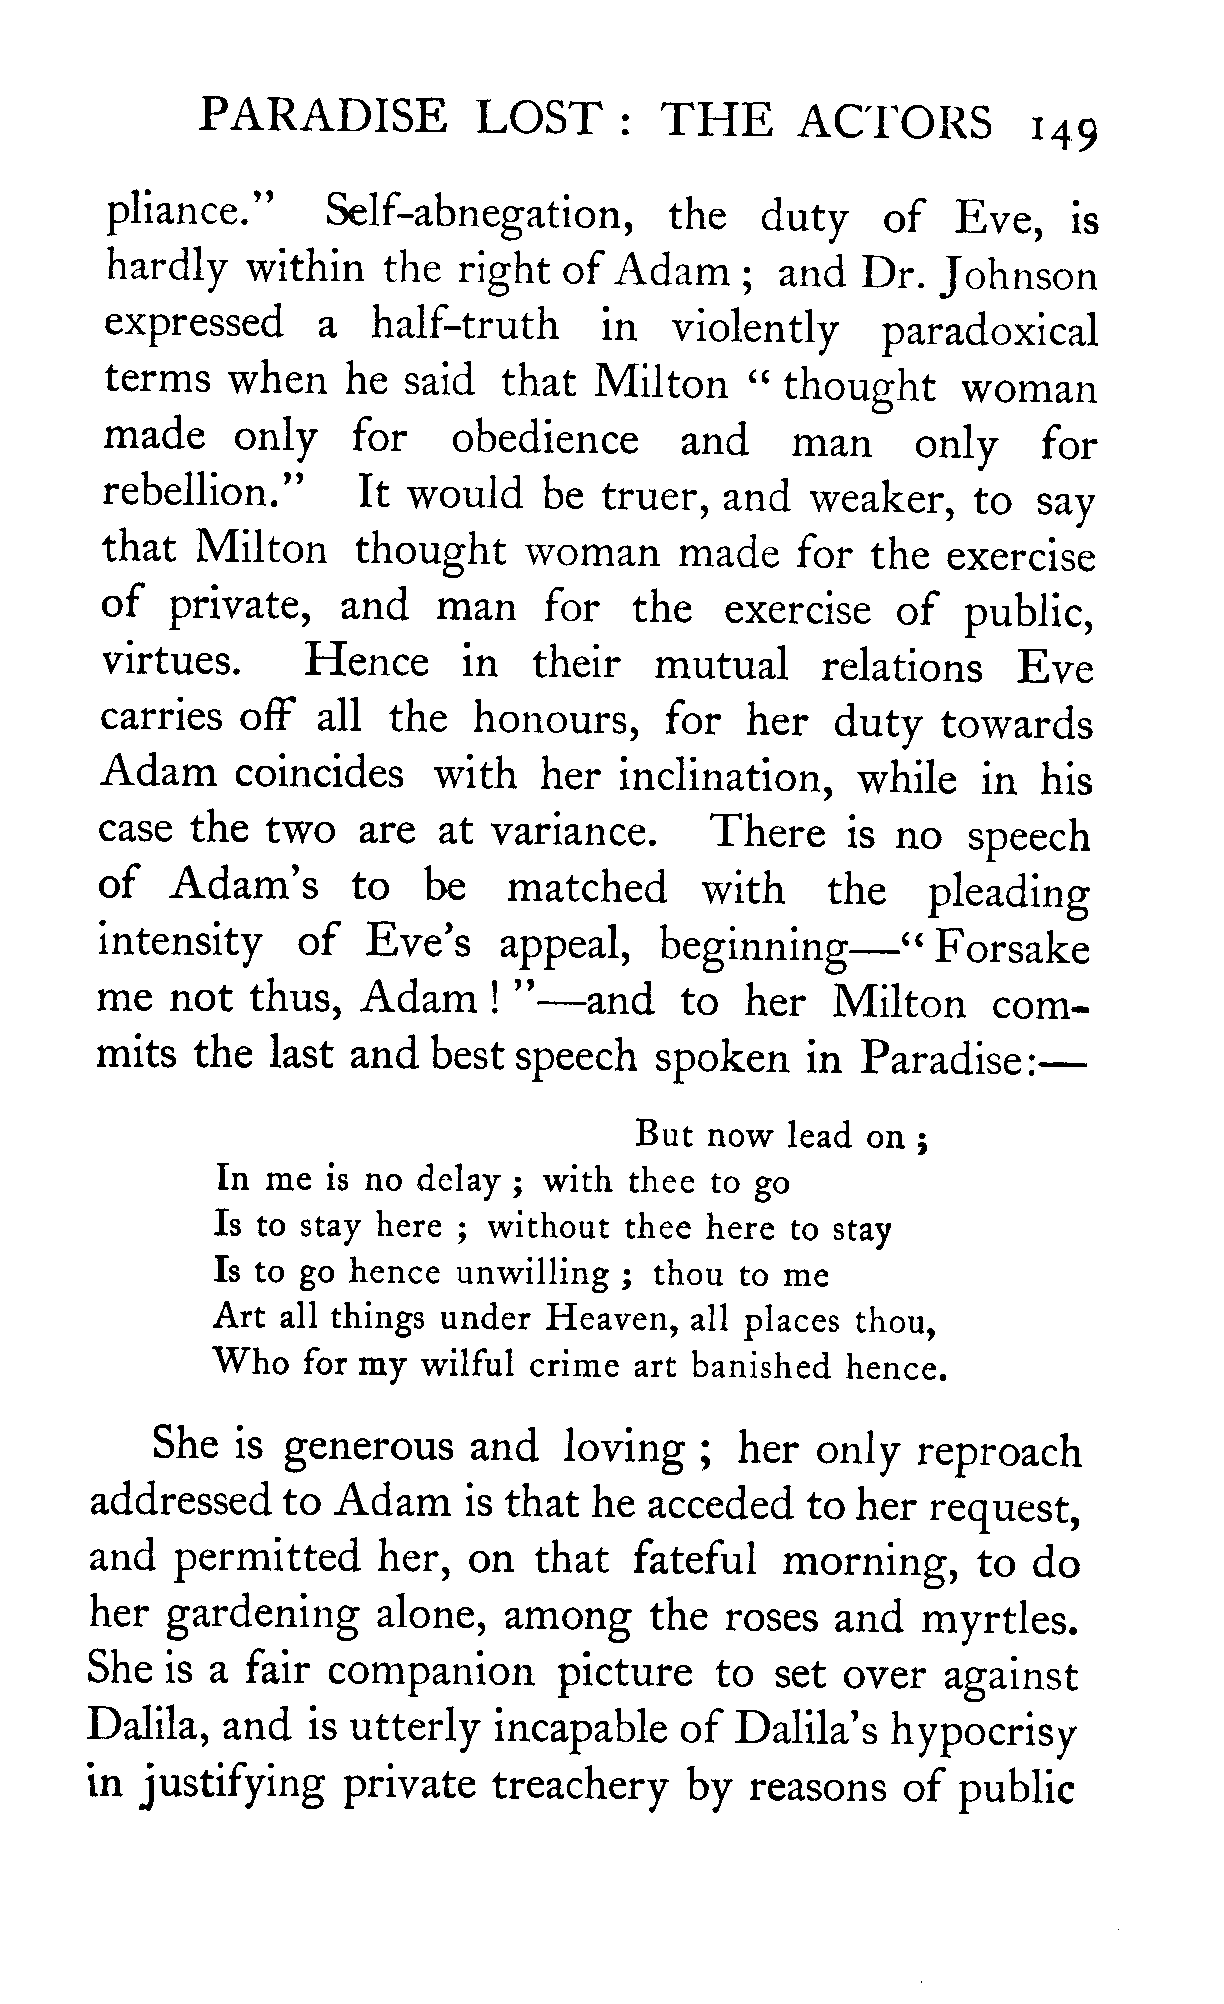 PARADISE LOST : THE ACTORS 149
pliance." Self-abnegation, the duty of Eve, is
hardly within the right of Adam ; and Dr. Johnson
expressed a half-truth in violently paradoxical
terms when he said that Milton " thought woman
made only for obedience and man only for
rebellion." It would be truer, and weaker, to say
that Milton thought woman made for the exercise
of private, and man for the exercise of public,
virtues. Hence in their mutual relations Eve
carries off all the honours, for her duty towards
Adam coincides with her inclination, while in his
case the two are at variance. There is no speech
of Adam's to be matched with the pleading
intensity of Eve's appeal, beginning—" Forsake
me not thus, Adam ! "—and to her Milton com-
mits the last and best speech spoken in Paradise:—
But now lead on ;
In me is no delay ; with thee to go
Is to stay here ; without thee here to stay
Is to go hence unwilling ; thou to me
Art all things under Heaven, all places thou,
Who for my wilful crime art banished hence.
She is generous and loving ; her only reproach
addressed to Adam is that he acceded to her request,
and permitted her, on that fateful morning, to do
her gardening alone, among the roses and myrtles.
She is a fair companion picture to set over against
Dalila, and is utterly incapable of Dalila's hypocrisy
in justifying private treachery by reasons of public